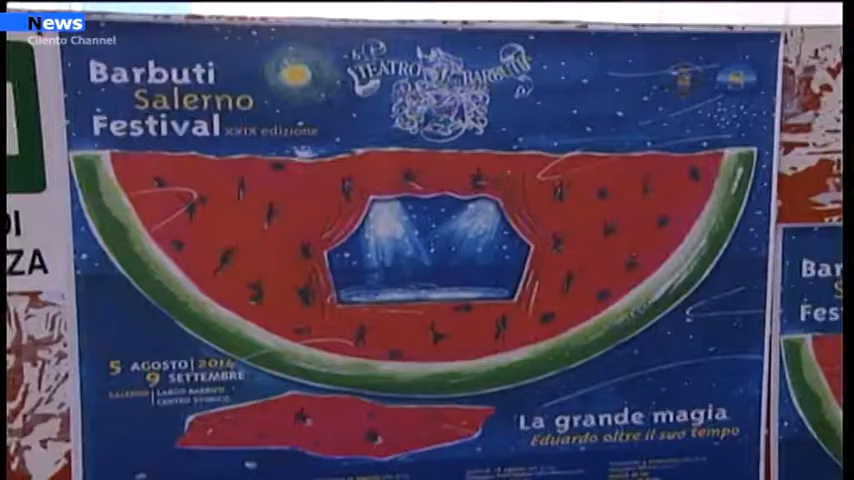 News
Cilento Channel
Barbuti
Salerno
Festival XXIX edizione
TEATRO DEI BARBUTI
5 AGOSTO | 2014
9 SETTEMBRE
SALERNO | LARGO BARBUTI
CENTRO STORICO
La grande magia
Eduardo oltre il suo tempo
DI
ZA
Bar
S
Fest